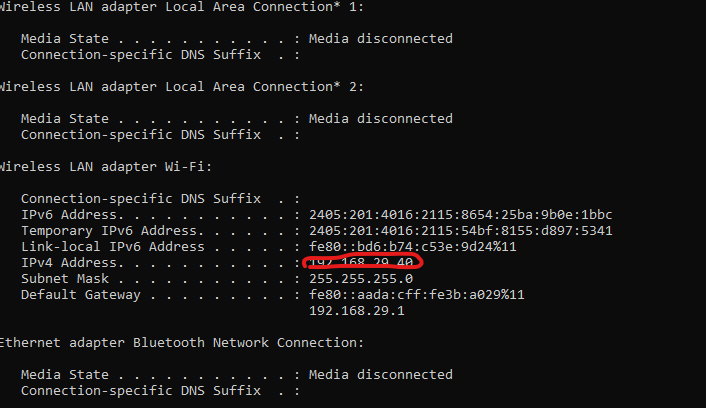 Wireless LAN adapter Local Area Connection* 1:
Media State . . . . . . . . . . . : Media disconnected
Connection-specific DNS Suffix  . :
Wireless LAN adapter Local Area Connection* 2:
Media State . . . . . . . . . . . : Media disconnected
Connection-specific DNS Suffix  . :
Wireless LAN adapter Wi-Fi:
Connection-specific DNS Suffix  . :
IPv6 Address. . . . . . . . . . . : 2405:201:4016:2115:8654:25ba:9b0e:1bbc
Temporary IPv6 Address. . . . . . : 2405:201:4016:2115:54bf:8155:d897:5341
Link-local IPv6 Address . . . . . : fe80::bd6:b74:c53e:9d24%11
IPv4 Address. . . . . . . . . . . : 192.168.29.40
Subnet Mask . . . . . . . . . . . : 255.255.255.0
Default Gateway . . . . . . . . . : fe80::aada:cff:fe3b:a029%11
192.168.29.1
Ethernet adapter Bluetooth Network Connection:
Media State . . . . . . . . . . . : Media disconnected
Connection-specific DNS Suffix  . :